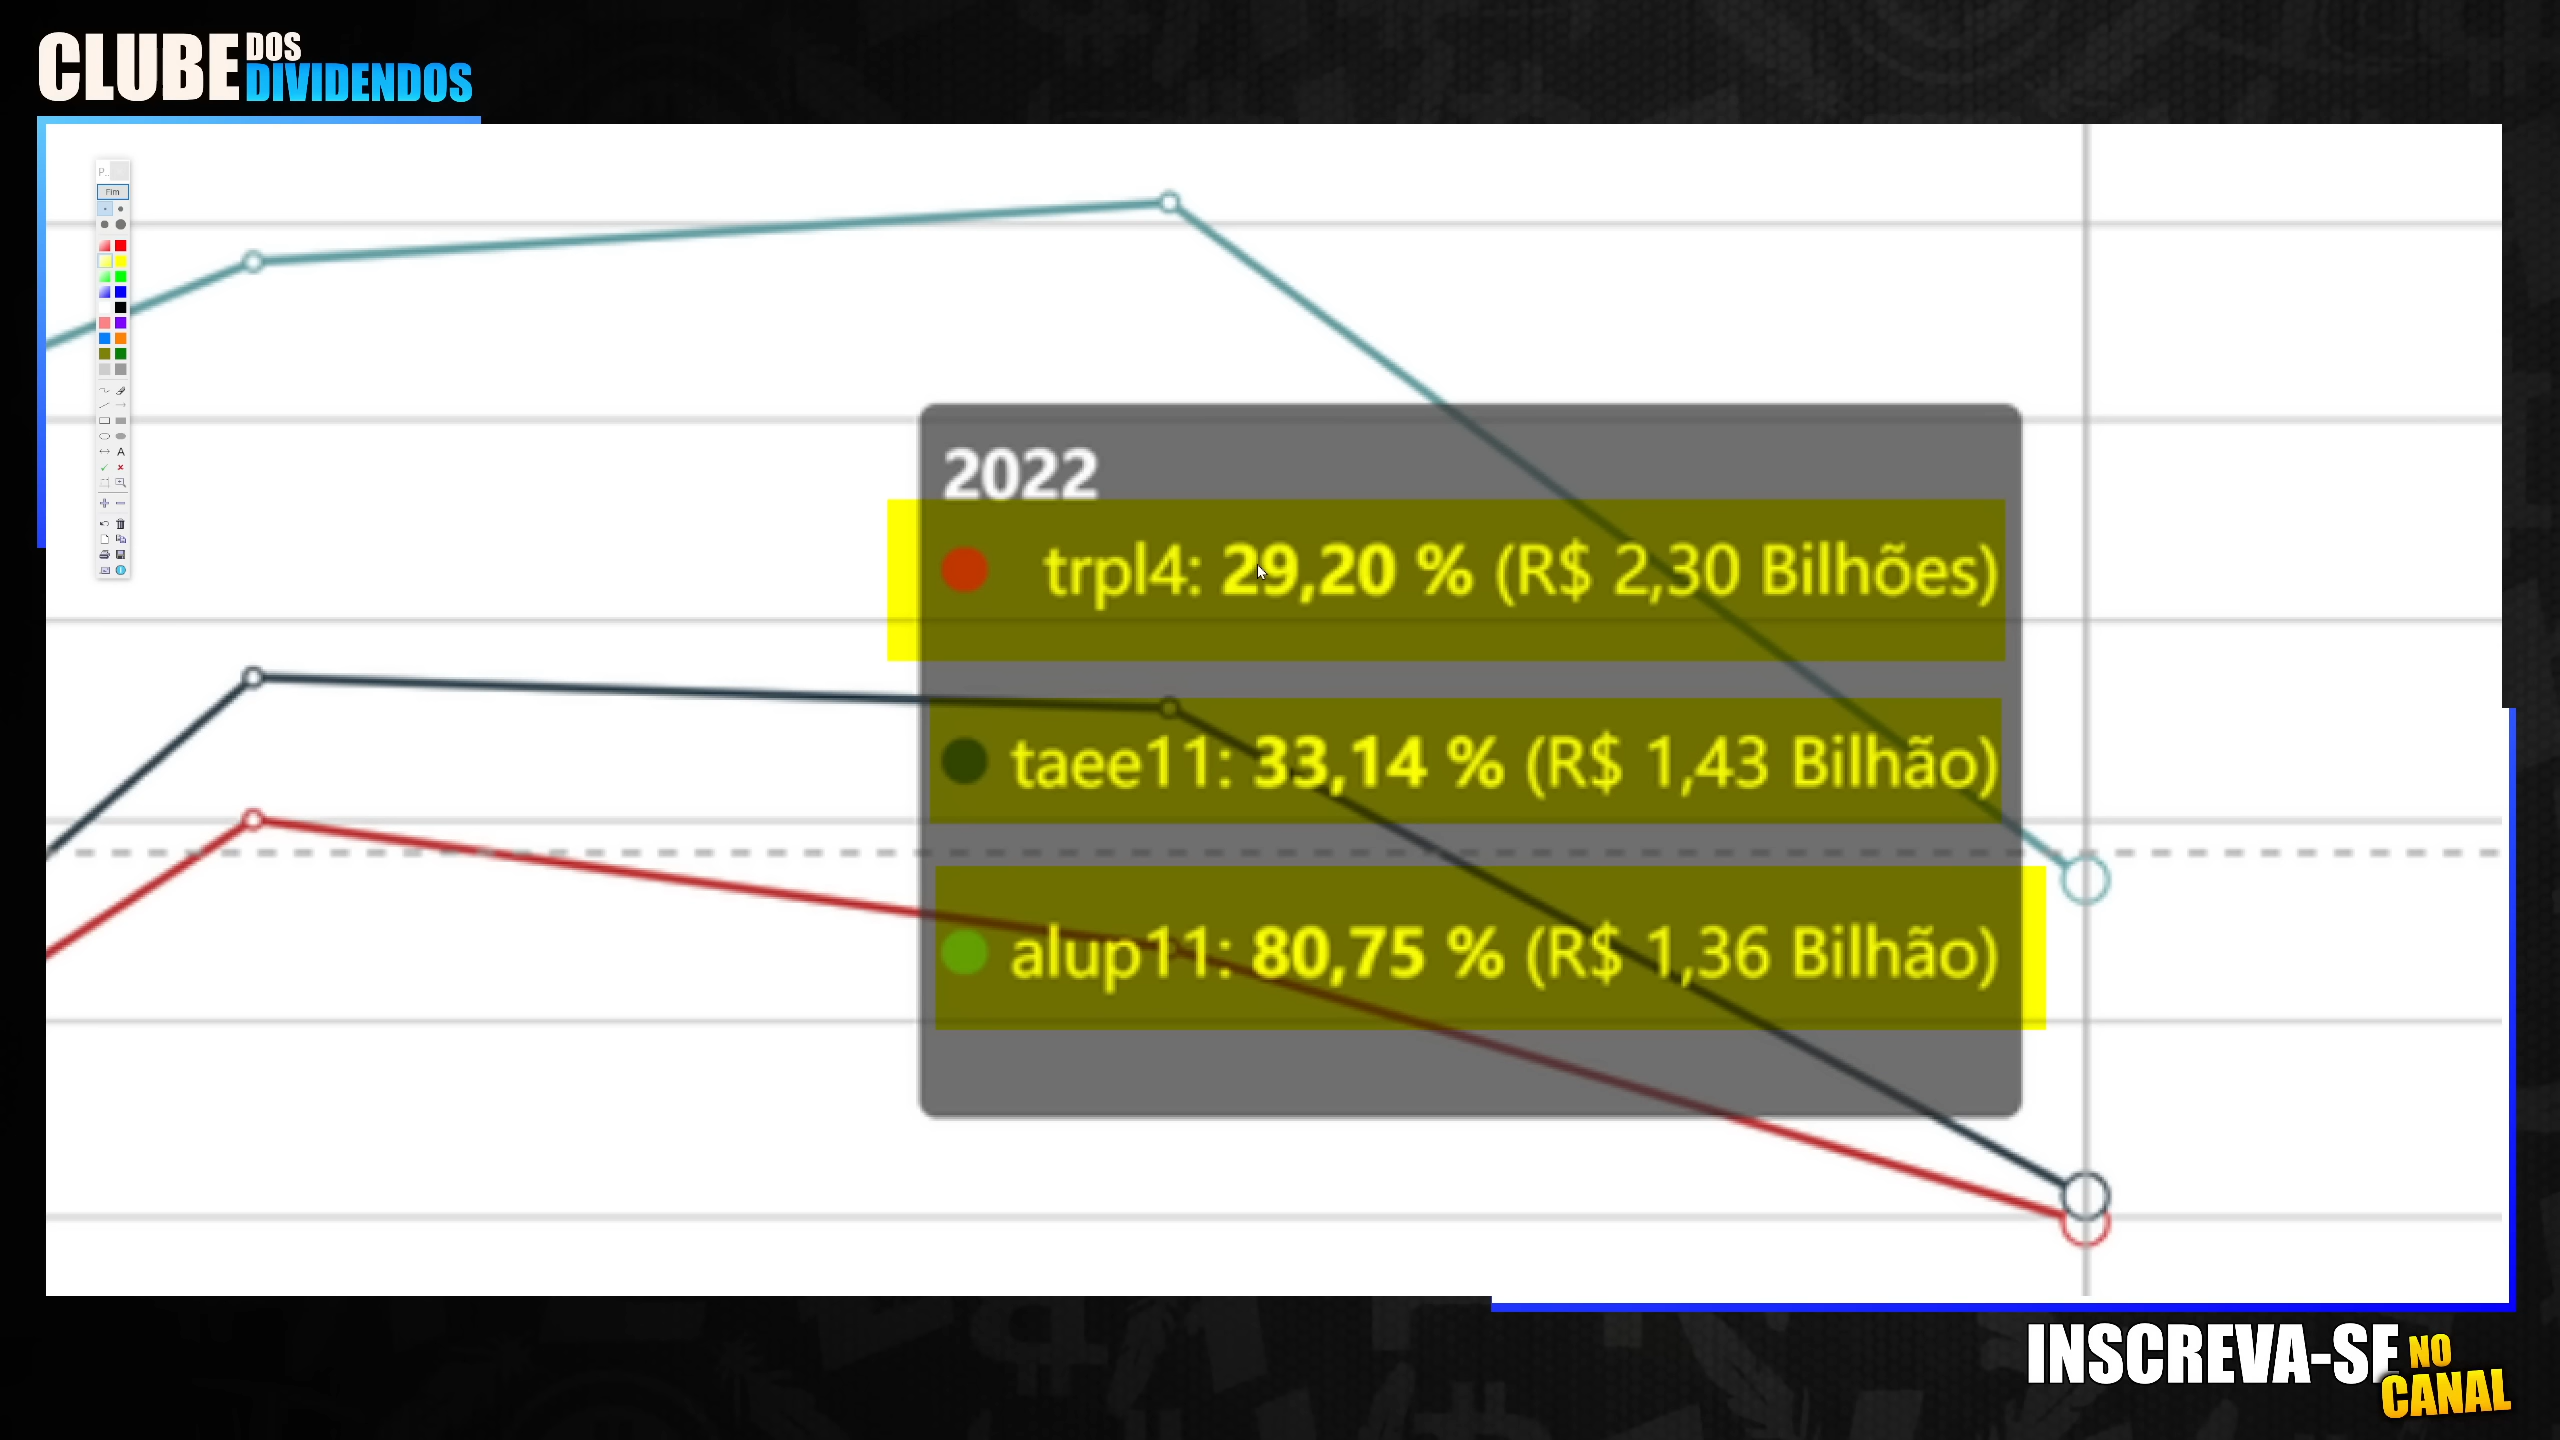 CLUBE DOS DIVIDENDOS
P..
Fim
A
2022
trpl4: 29,20 % (R$ 2,30 Bilhões)
taee11: 33,14 % (R$ 1,43 Bilhão)
alup11: 80,75 % (R$ 1,36 Bilhão)
INSCREVA-SE NO CANAL